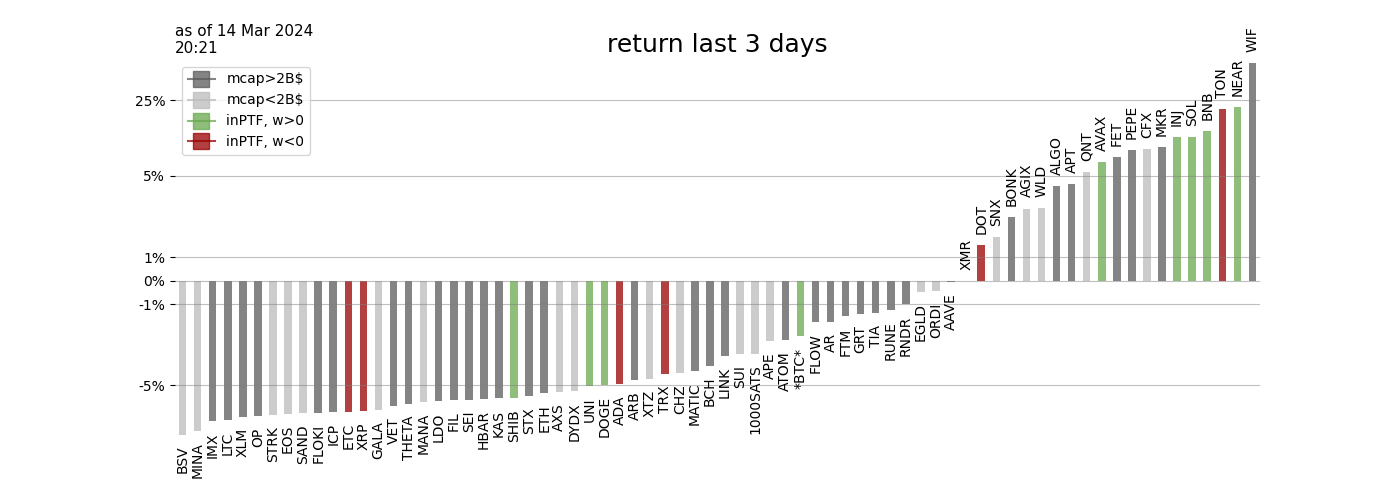 as of 14 Mar 2024
20:21
return last 3 days
mcap>2B$
mcap<2B$
inPTF, w>0
inPTF, w<0
25%
5%
1%
0%
-1%
-5%
BSV
MINA
IMX
LTC
XLM
OP
STRK
EOS
SAND
FLOKI
ICP
ETC
XRP
GALA
VET
THETA
MANA
LDO
FIL
SEI
HBAR
KAS
SHIB
STX
ETH
AXS
DYDX
UNI
DOGE
ADA
ARB
XTZ
TRX
CHZ
MATIC
BCH
LINK
SUI
1000SATS
APE
ATOM
*BTC*
FLOW
AR
FTM
GRT
TIA
RUNE
RNDR
EGLD
ORDI
AAVE
XMR
DOT
SNX
BONK
AGIX
WLD
ALGO
APT
QNT
AVAX
FET
PEPE
CFX
MKR
INJ
SOL
BNB
TON
NEAR
WIF